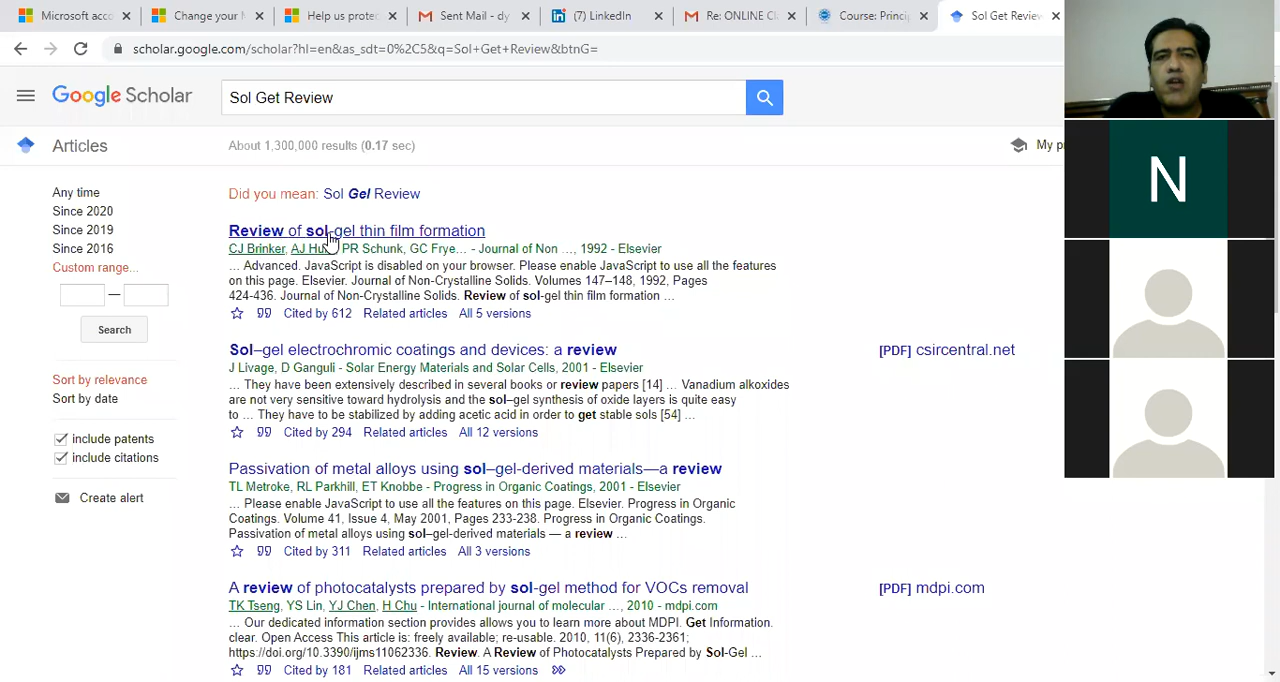 Microsoft acc
Change your M
Help us prote
Sent Mail - dy
(7) LinkedIn
Re: ONLINE Cl
Course: Princi
Sol Get Review
scholar.google.com/scholar?hl=en&as_sdt=0%2C5&q=Sol+Get+Review&btnG=
Google Scholar
Sol Get Review
Articles
About 1,300,000 results (0.17 sec)
My p
Any time
Since 2020
Since 2019
Since 2016
Custom range...
—
Search
Sort by relevance
Sort by date
include patents
include citations
Create alert
Did you mean: Sol Gel Review
Review of sol-gel thin film formation
CJ Brinker, AJ Hu PR Schunk, GC Frye… - Journal of Non …, 1992 - Elsevier
… Advanced. JavaScript is disabled on your browser. Please enable JavaScript to use all the features
on this page. Elsevier. Journal of Non-Crystalline Solids. Volumes 147–148, 1992, Pages
424-436. Journal of Non-Crystalline Solids. Review of sol-gel thin film formation …
Cited by 612 Related articles All 5 versions
Sol–gel electrochromic coatings and devices: a review
[PDF] csircentral.net
J Livage, D Ganguli - Solar Energy Materials and Solar Cells, 2001 - Elsevier
… They have been extensively described in several books or review papers [14] … Vanadium alkoxides
are not very sensitive toward hydrolysis and the sol–gel synthesis of oxide layers is quite easy
to … They have to be stabilized by adding acetic acid in order to get stable sols [54] …
Cited by 294 Related articles All 12 versions
Passivation of metal alloys using sol–gel-derived materials—a review
TL Metroke, RL Parkhill, ET Knobbe - Progress in Organic Coatings, 2001 - Elsevier
… Please enable JavaScript to use all the features on this page. Elsevier. Progress in Organic
Coatings. Volume 41, Issue 4, May 2001, Pages 233-238. Progress in Organic Coatings.
Passivation of metal alloys using sol–gel-derived materials — a review …
Cited by 311 Related articles All 3 versions
A review of photocatalysts prepared by sol-gel method for VOCs removal
[PDF] mdpi.com
TK Tseng, YS Lin, YJ Chen, H Chu - International journal of molecular …, 2010 - mdpi.com
… Our dedicated information section provides allows you to learn more about MDPI. Get Information.
clear. Open Access This article is: freely available; re-usable. 2010, 11(6), 2336-2361;
https://doi.org/10.3390/ijms11062336. Review. A Review of Photocatalysts Prepared by Sol-Gel …
Cited by 181 Related articles All 15 versions
N